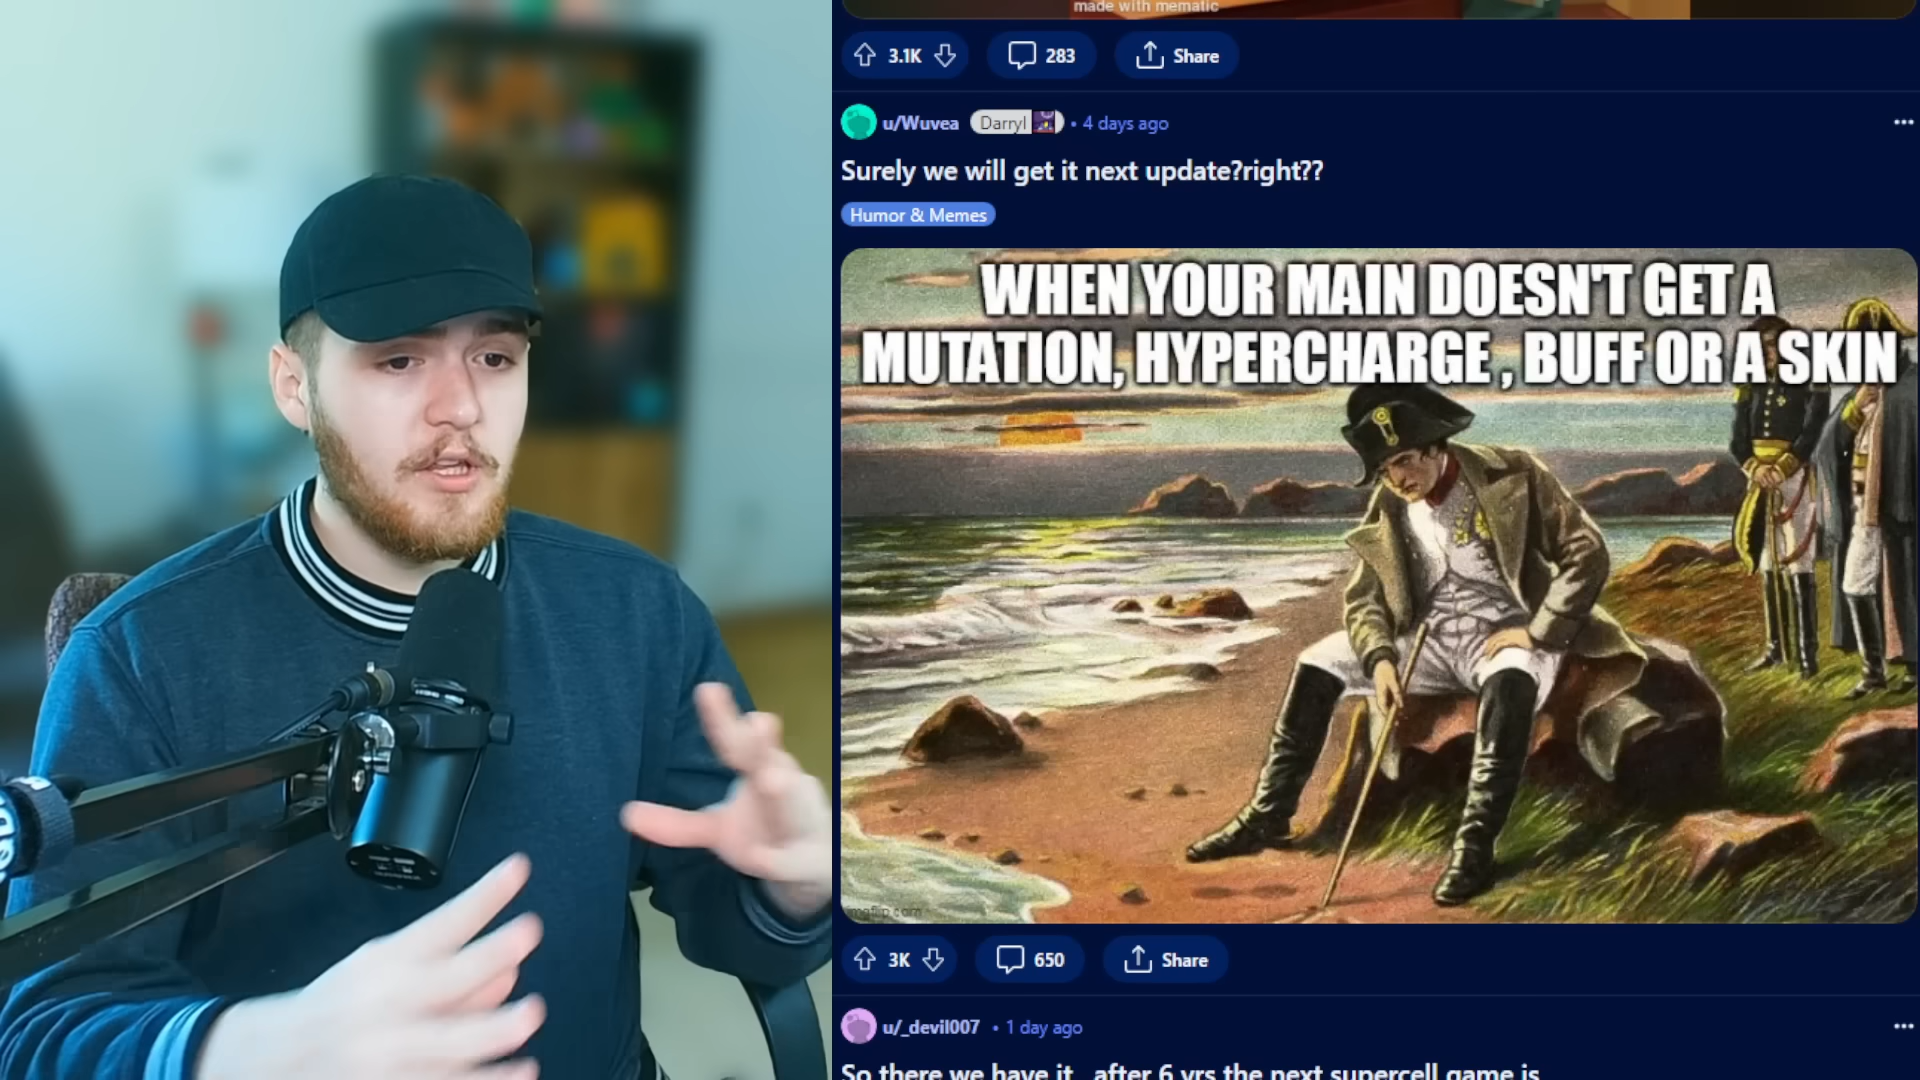 made with mematic
3.1K
283
Share
u/Wuvea Darryl • 4 days ago
Surely we will get it next update?right??
Humor & Memes
WHEN YOUR MAIN DOESN'T GET A
MUTATION, HYPERCHARGE , BUFF OR A SKIN
imgflip.com
3K
650
Share
u/_devil007 • 1 day ago
So there we have it , after 6 yrs the next supercell game is